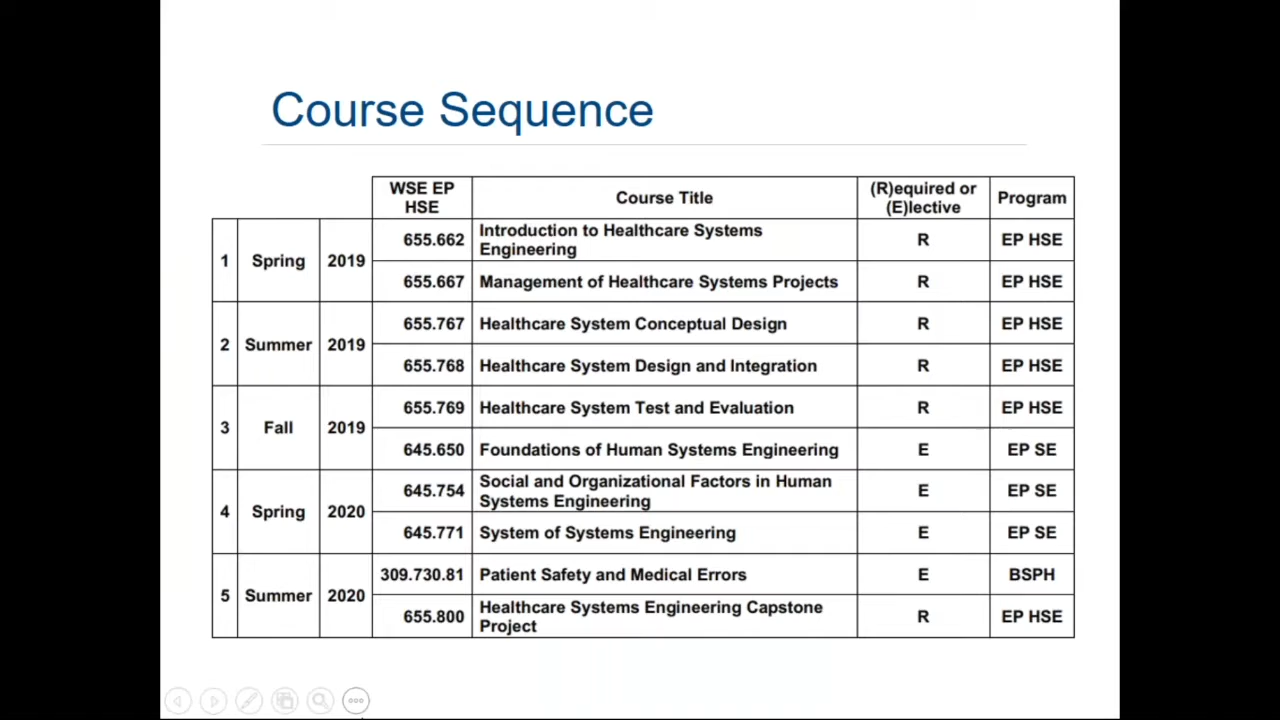 Course Sequence
WSE EP
HSE
Course Title
(R)equired or
(E)lective
Program
1 Spring 2019
655.662 Introduction to Healthcare Systems
Engineering
R EP HSE
655.667 Management of Healthcare Systems Projects R EP HSE
2 Summer 2019
655.767 Healthcare System Conceptual Design R EP HSE
655.768 Healthcare System Design and Integration R EP HSE
3 Fall 2019
655.769 Healthcare System Test and Evaluation R EP HSE
645.650 Foundations of Human Systems Engineering E EP SE
4 Spring 2020
645.754 Social and Organizational Factors in Human
Systems Engineering
E EP SE
645.771 System of Systems Engineering E EP SE
5 Summer 2020
309.730.81 Patient Safety and Medical Errors E BSPH
655.800 Healthcare Systems Engineering Capstone
Project
R EP HSE